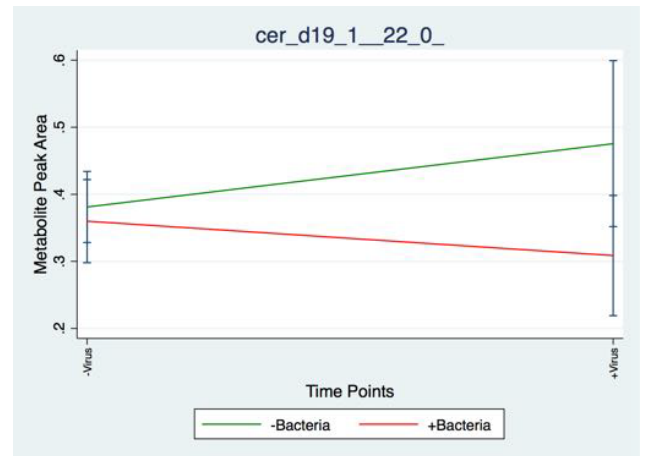 cer_d19_1__22_0_
Metabolite Peak Area
.6
.5
.4
.3
.2
-Virus
+Virus
Time Points
-Bacteria
+Bacteria